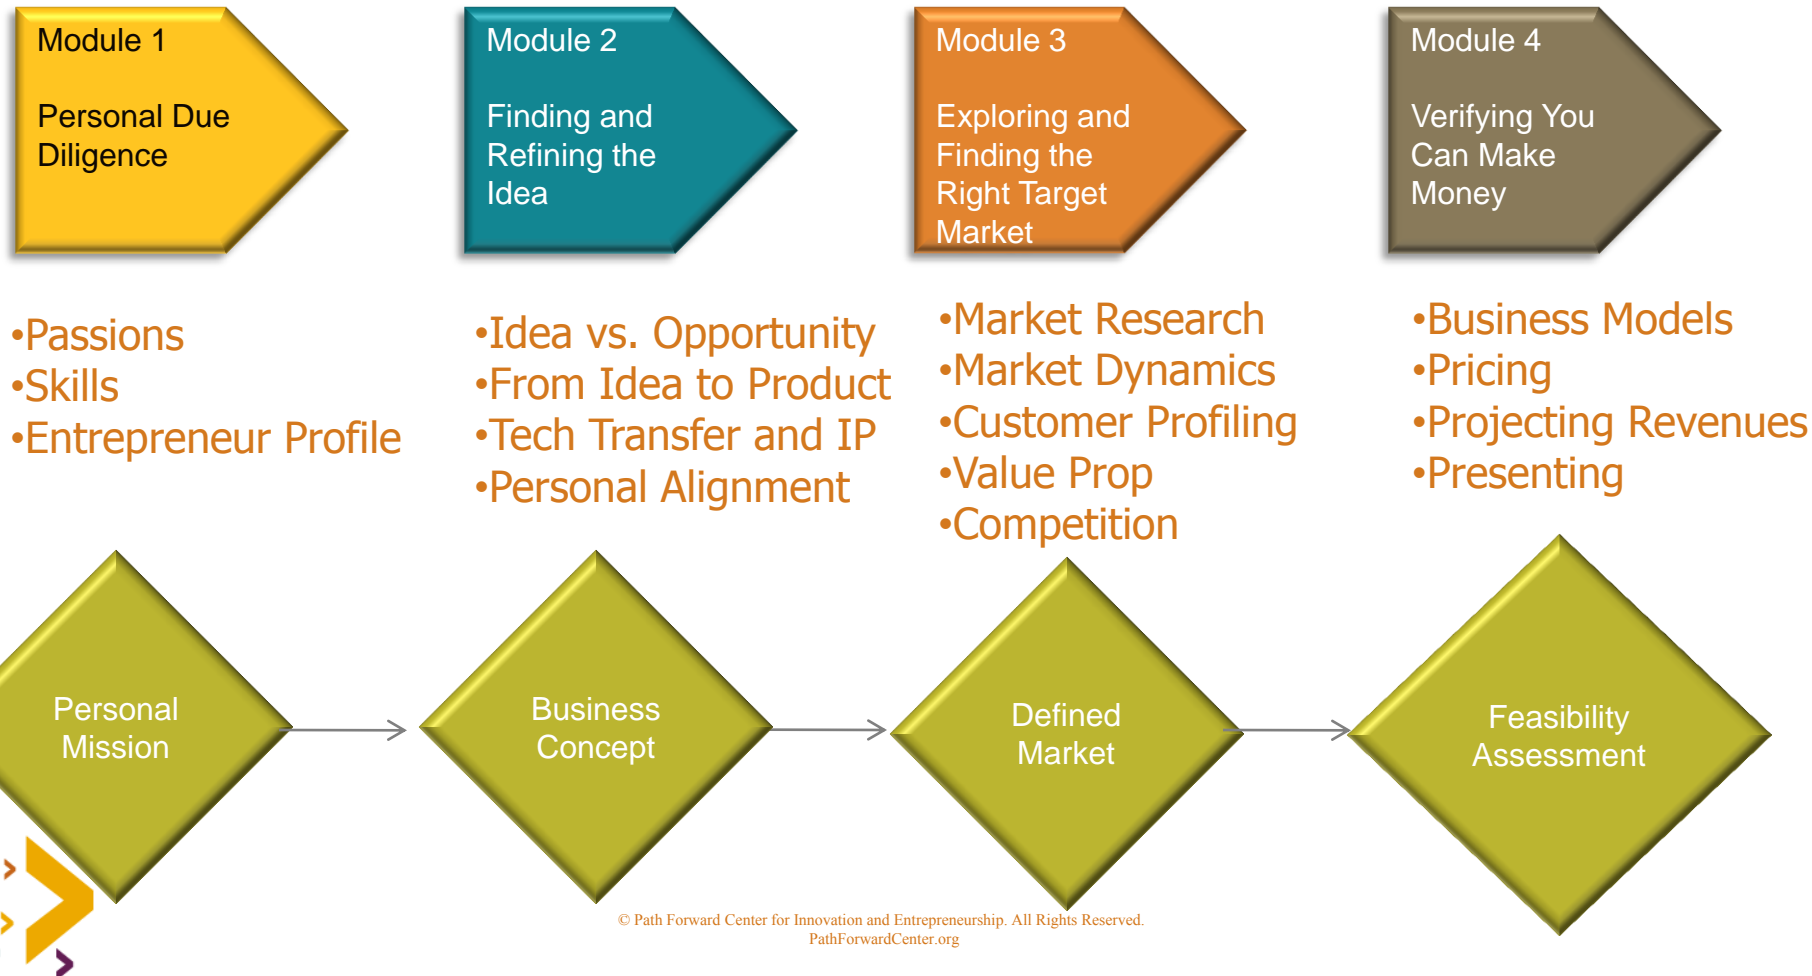 Module 1
Personal Due
Diligence
Module 2
Finding and
Refining the
Idea
Module 3
Exploring and
Finding the
Right Target
Market
Module 4
Verifying You
Can Make
Money
•Passions
•Skills
•Entrepreneur Profile
•Idea vs. Opportunity
•From Idea to Product
•Tech Transfer and IP
•Personal Alignment
•Market Research
•Market Dynamics
•Customer Profiling
•Value Prop
•Competition
•Business Models
•Pricing
•Projecting Revenues
•Presenting
Personal
Mission
Business
Concept
Defined
Market
Feasibility
Assessment
© Path Forward Center for Innovation and Entrepreneurship. All Rights Reserved.
PathForwardCenter.org